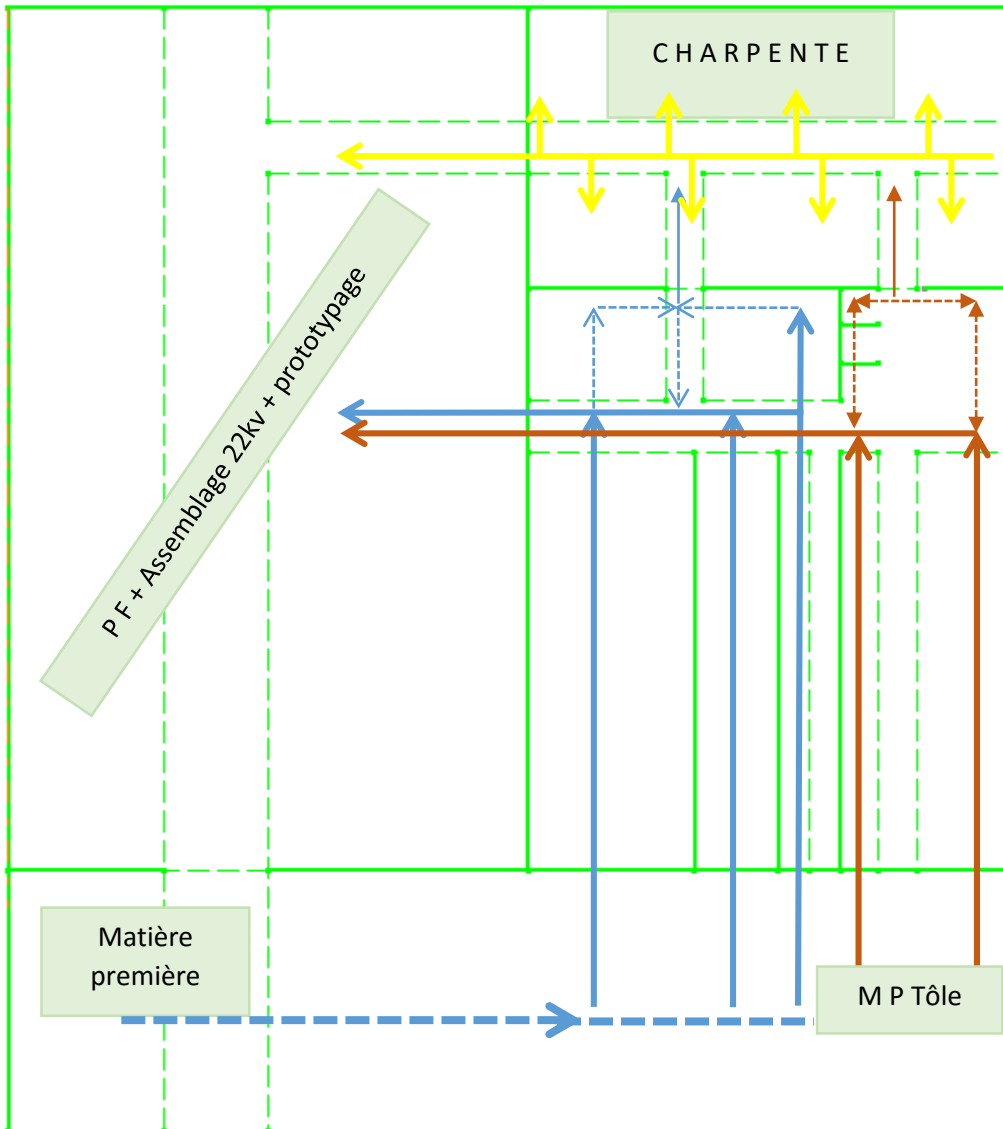 C H A R P E N T E
P F + Assemblage 22kv + prototypage
Matière
première
M P Tôle